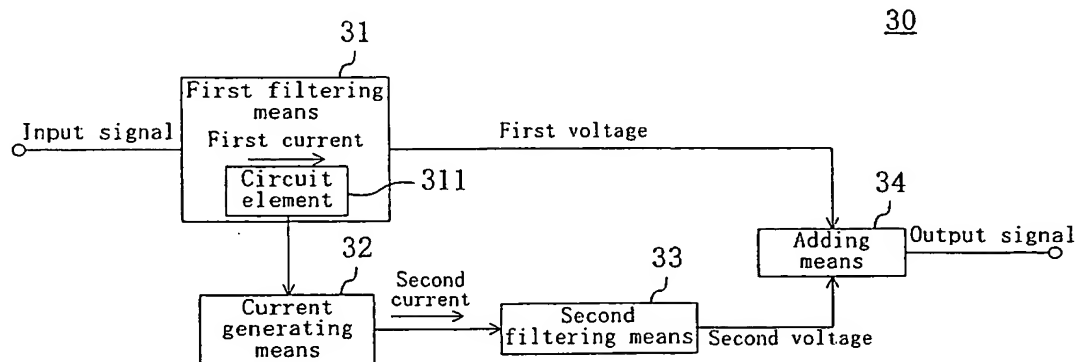 30
31
First filtering
means
Input signal
First current
First voltage
Circuit
element
311
34
Adding
means
Output signal
32
Current
generating
means
Second
current
33
Second
filtering means
Second voltage